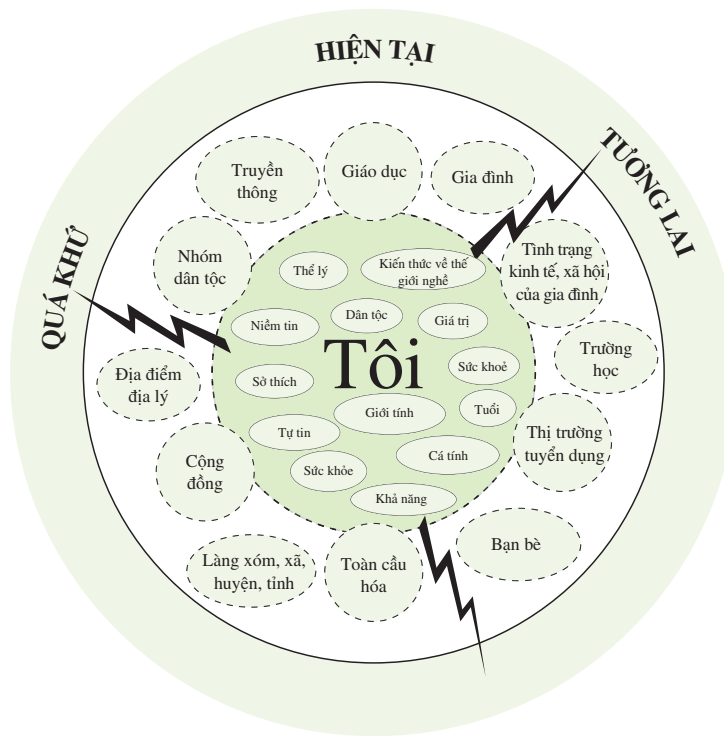 HIỆN TẠI
TƯƠNG LAI
QUÁ KHỨ
Truyền
thông
Giáo dục
Gia đình
Nhóm
dân tộc
Tình trạng
kinh tế, xã hội
của gia đình
Địa điểm
địa lý
Trường
học
Cộng
đồng
Thị trường
tuyển dụng
Làng xóm, xã,
huyện, tỉnh
Toàn cầu
hóa
Bạn bè
Thể lý
Kiến thức về thế
giới nghề
Niềm tin
Dân tộc
Giá trị
Tôi
Sở thích
Sức khoẻ
Giới tính
Tuổi
Tự tin
Cá tính
Sức khỏe
Khả năng